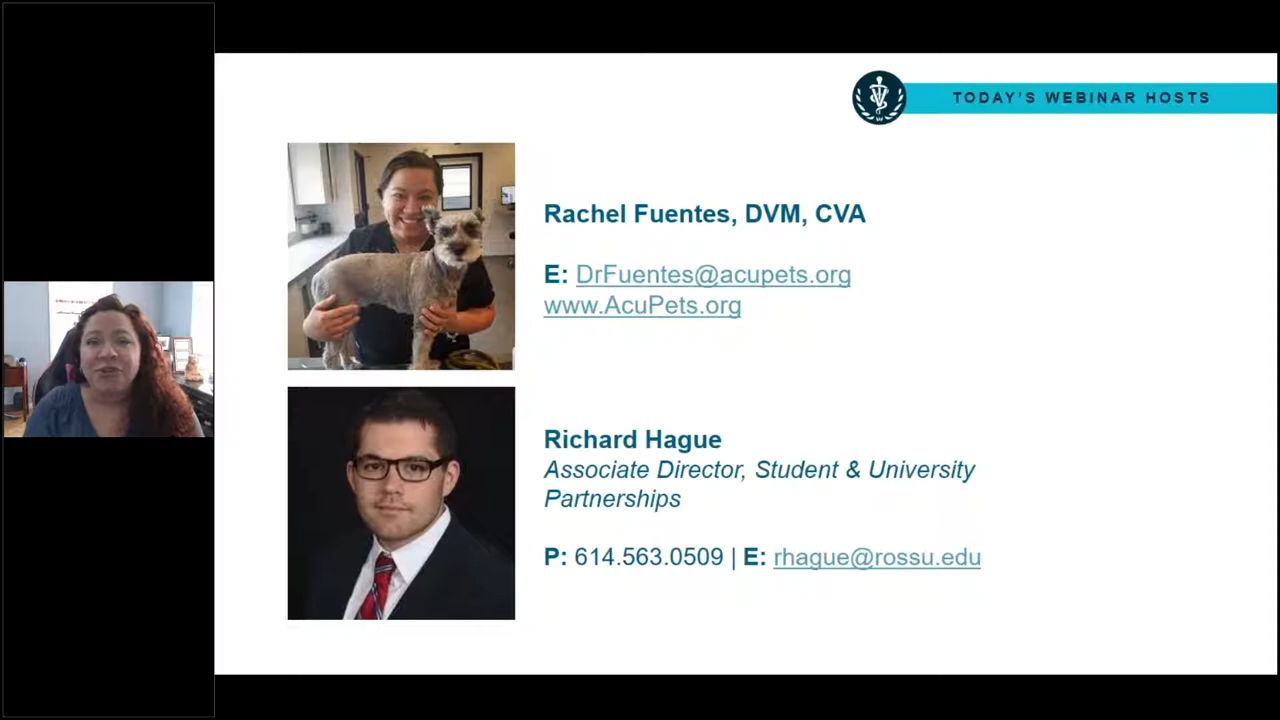 TODAY'S WEBINAR HOSTS
Rachel Fuentes, DVM, CVA
E: DrFuentes@acupets.org
www.AcuPets.org
Richard Hague
Associate Director, Student & University
Partnerships
P: 614.563.0509 | E: rhague@rossu.edu